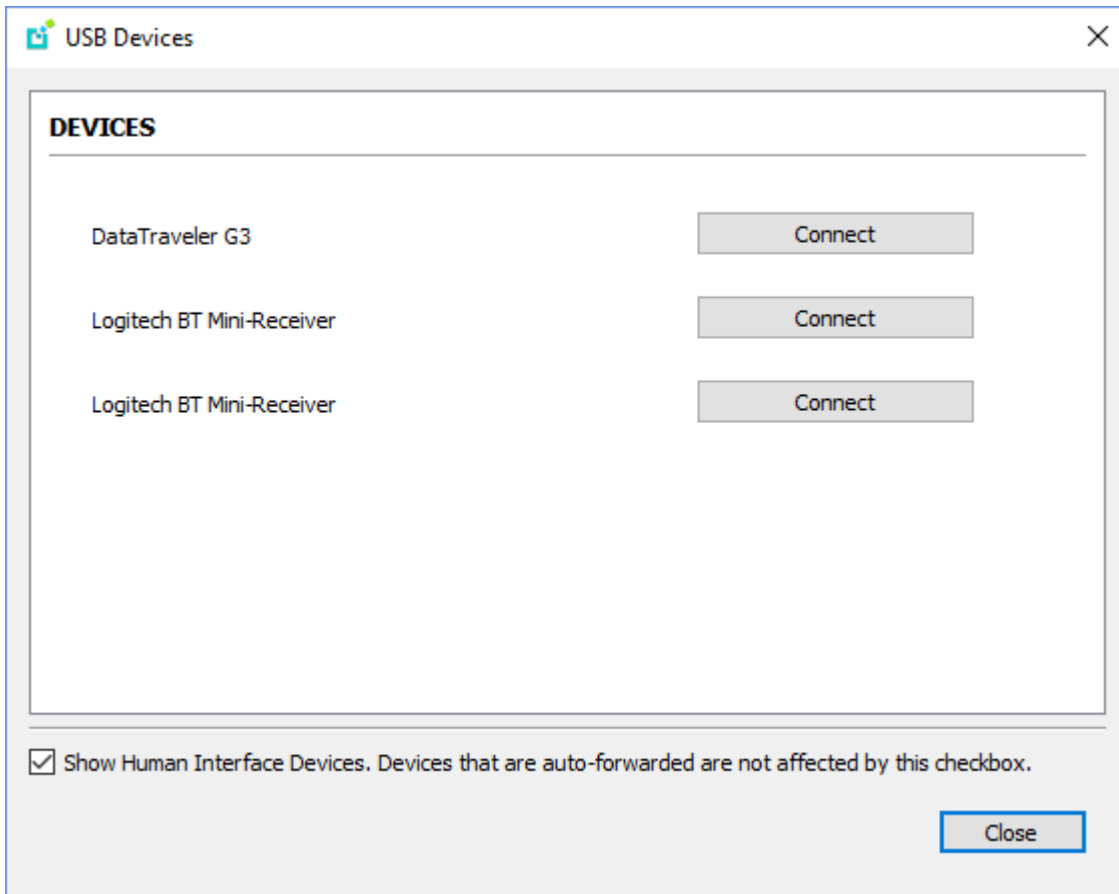 USB Devices
DEVICES
DataTraveler G3 Connect
Logitech BT Mini-Receiver Connect
Logitech BT Mini-Receiver Connect
Show Human Interface Devices. Devices that are auto-forwarded are not affected by this checkbox.
Close